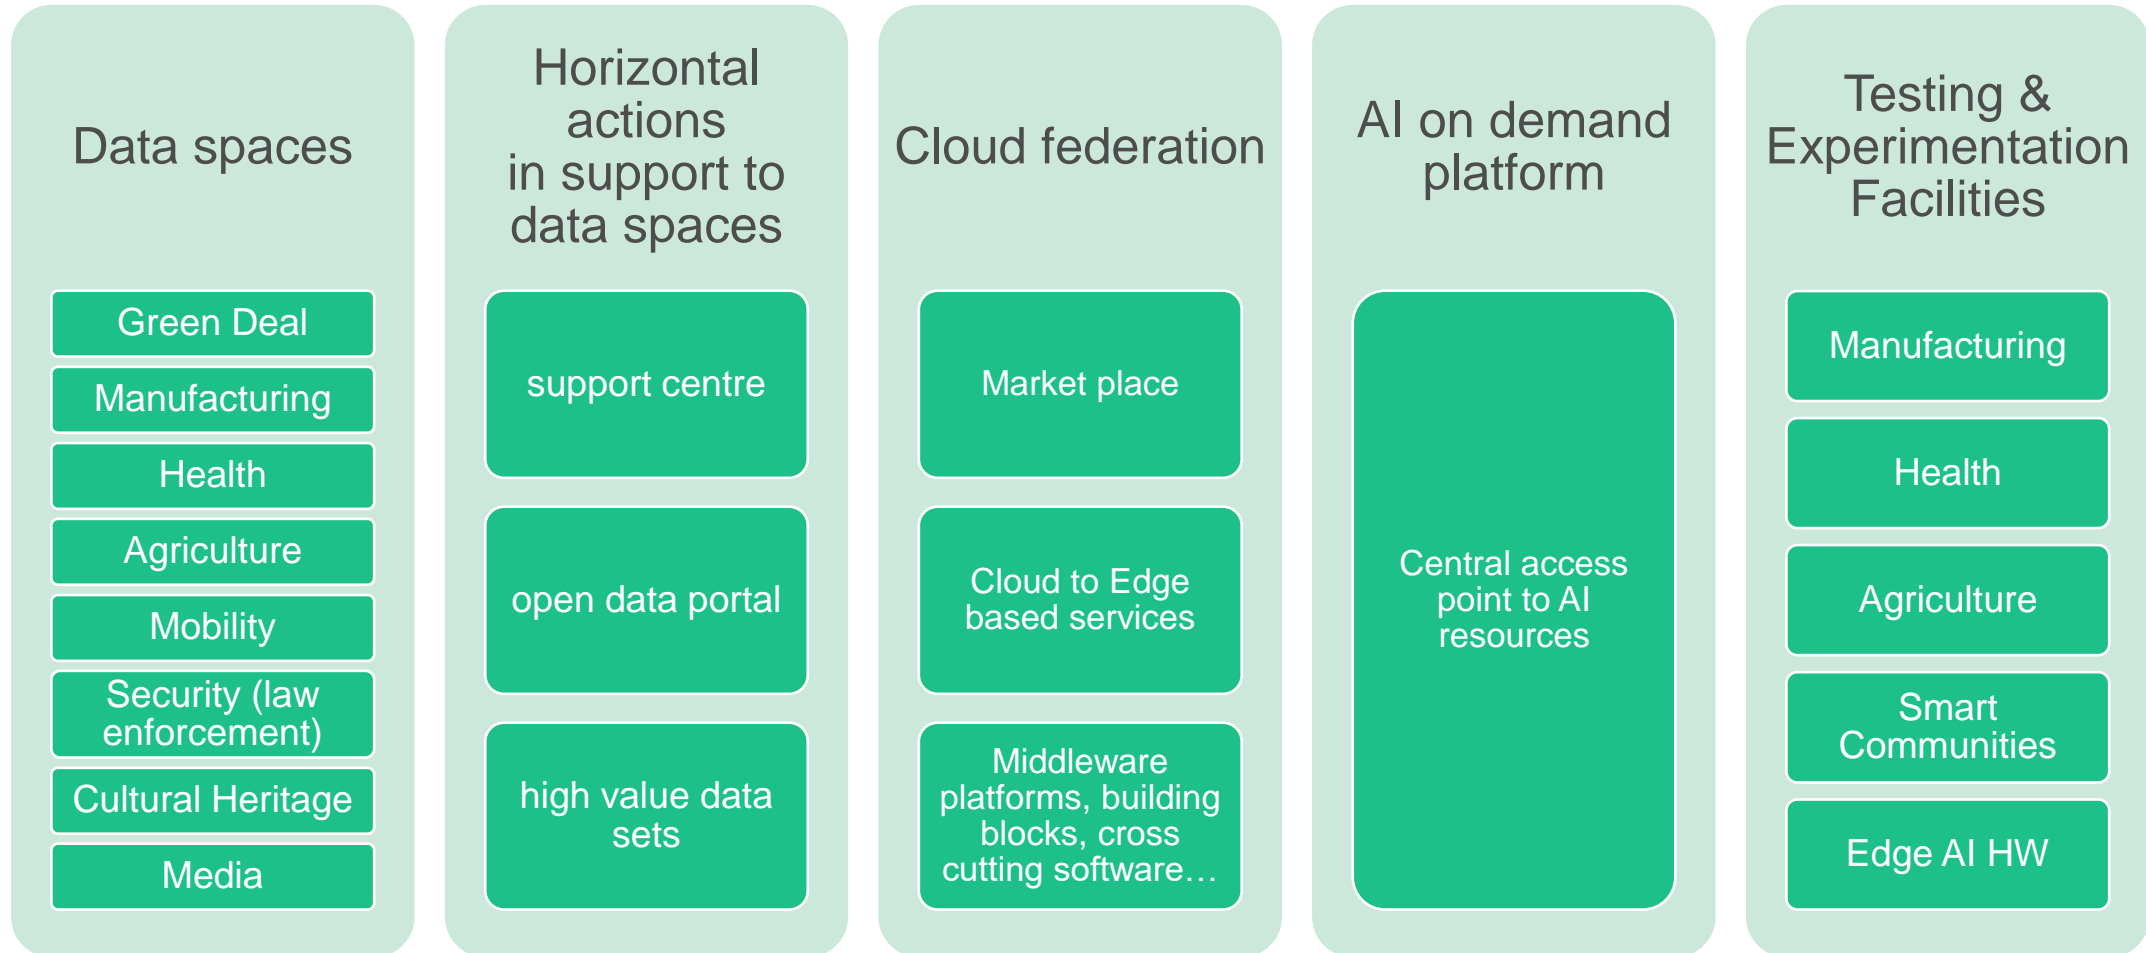 Data spaces
Green Deal
Manufacturing
Health
Agriculture
Mobility
Security (law
enforcement)
Cultural Heritage
Media
Horizontal
actions
in support to
data spaces
support centre
open data portal
high value data
sets
Cloud federation
Market place
Cloud to Edge
based services
Middleware
platforms, building
blocks, cross
cutting software…
AI on demand
platform
Central access
point to AI
resources
Testing &
Experimentation
Facilities
Manufacturing
Health
Agriculture
Smart
Communities
Edge AI HW